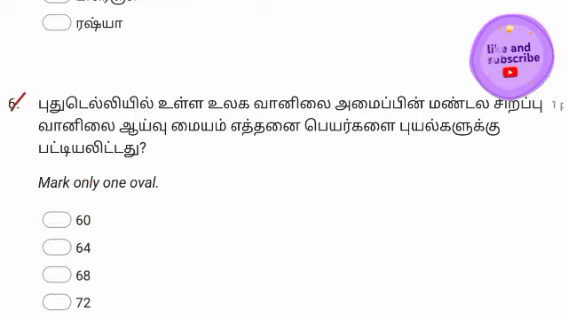 ரஷ்யா
like and
subscribe
6. புதுடெல்லியில் உள்ள உலக வானிலை அமைப்பின் மண்டல சிறப்பு 1 p
வானிலை ஆய்வு மையம் எத்தனை பெயர்களை புயல்களுக்கு
பட்டியலிட்டது?
Mark only one oval.
60
64
68
72